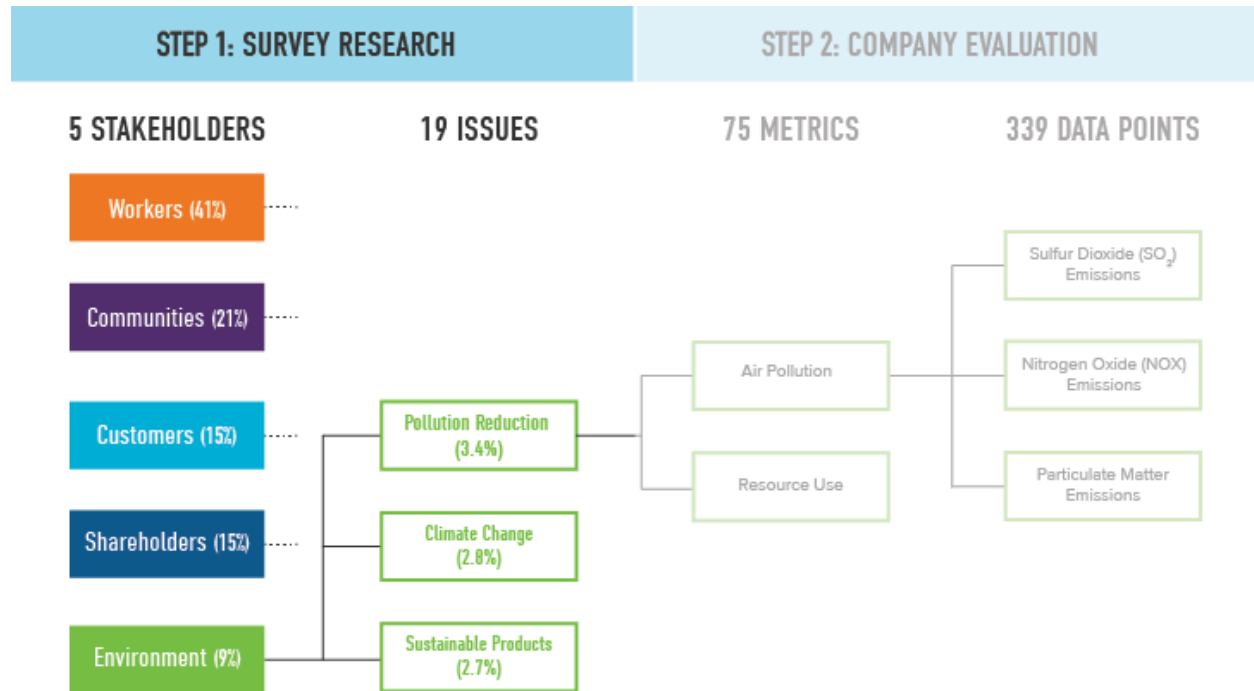 STEP 1: SURVEY RESEARCH
STEP 2: COMPANY EVALUATION
5 STAKEHOLDERS
19 ISSUES
75 METRICS
339 DATA POINTS
Workers (41%)
Communities (21%)
Customers (15%)
Shareholders (15%)
Environment (9%)
Pollution Reduction
(3.4%)
Climate Change
(2.8%)
Sustainable Products
(2.7%)
Air Pollution
Resource Use
Sulfur Dioxide (SO₂)
Emissions
Nitrogen Oxide (NOX)
Emissions
Particulate Matter
Emissions